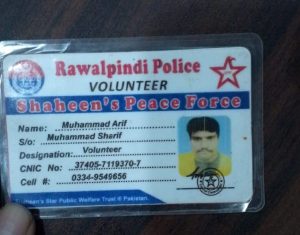 Rawalpindi Police
VOLUNTEER
Shaheen's Peace Force
Name: Muhammad Arif
S/o: Muhammad Sharif
Designation: Volunteer
CNIC No: 37405-7119370-7
Cell #: 0334-9549656
Shaheen's Star Public Welfare Trust ® Pakistan.